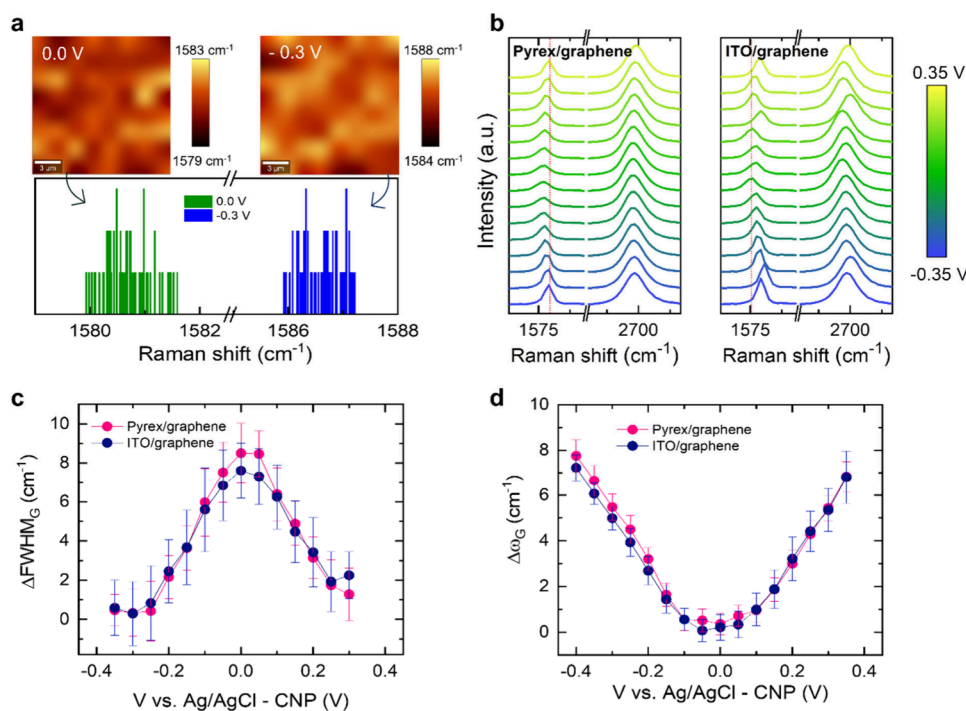 a
0.0 V
1583 cm⁻¹
1579 cm⁻¹
3 μm
- 0.3 V
1588 cm⁻¹
1584 cm⁻¹
3 μm
0.0 V
-0.3 V
1580 1582 1586 1588
Raman shift (cm⁻¹)
b
Pyrex/graphene
ITO/graphene
Intensity (a.u.)
0.35 V
-0.35 V
1575 2700
1575 2700
Raman shift (cm⁻¹)
Raman shift (cm⁻¹)
c
Pyrex/graphene
ITO/graphene
ΔFWHM_G (cm⁻¹)
10
8
6
4
2
0
-0.4 -0.2 0.0 0.2 0.4
V vs. Ag/AgCl - CNP (V)
d
Pyrex/graphene
ITO/graphene
Δω_G (cm⁻¹)
10
8
6
4
2
0
-0.4 -0.2 0.0 0.2 0.4
V vs. Ag/AgCl - CNP (V)